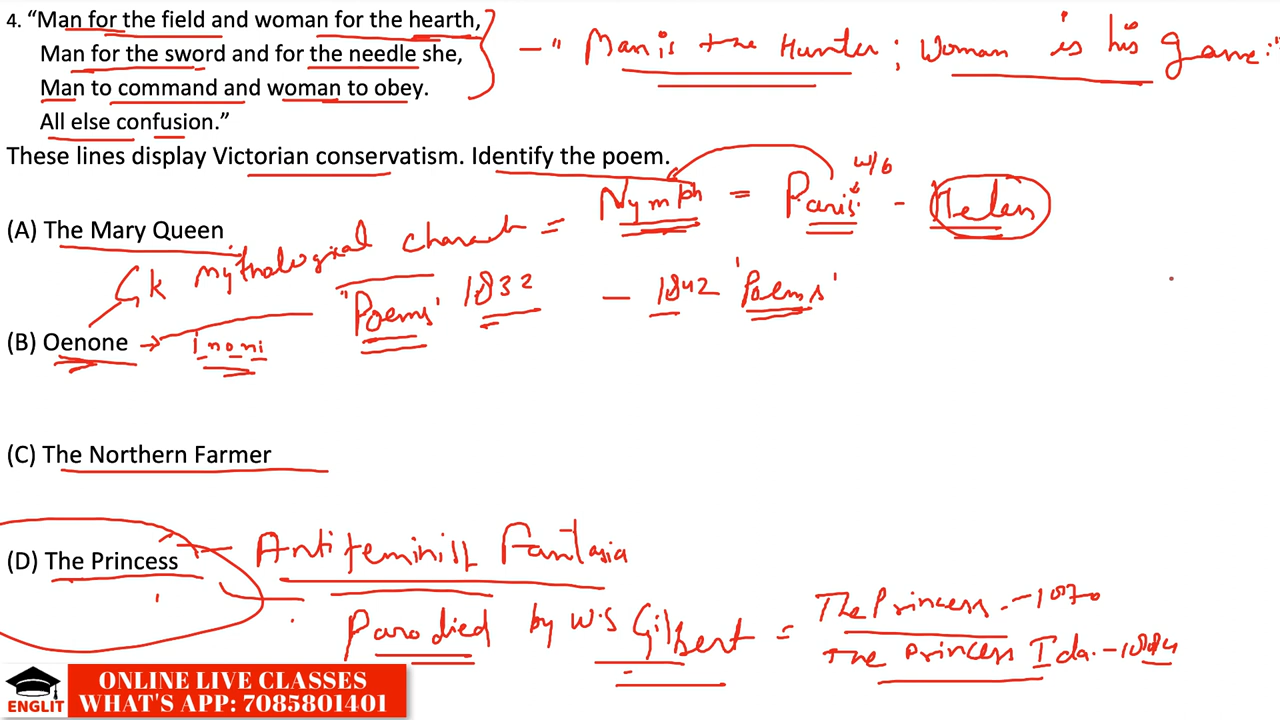 4. “Man for the field and woman for the hearth,
Man for the sword and for the needle she,
Man to command and woman to obey.
All else confusion.”
– " Man is the Hunter ; Woman is his game."
These lines display Victorian conservatism. Identify the poem.
Nymph = Paris - Helen
w/o
(A) The Mary Queen
Gk mythological charact =
"Poems' 1832 – 1842 'Poems'
(B) Oenone → Inoni
(C) The Northern Farmer
(D) The Princess – Antifeminist Fantasia
Parodied by W.S Gilbert = The Princess - 1870
The Princess Ida - 1884
ENGLIT
ONLINE LIVE CLASSES
WHAT'S APP: 7085801401